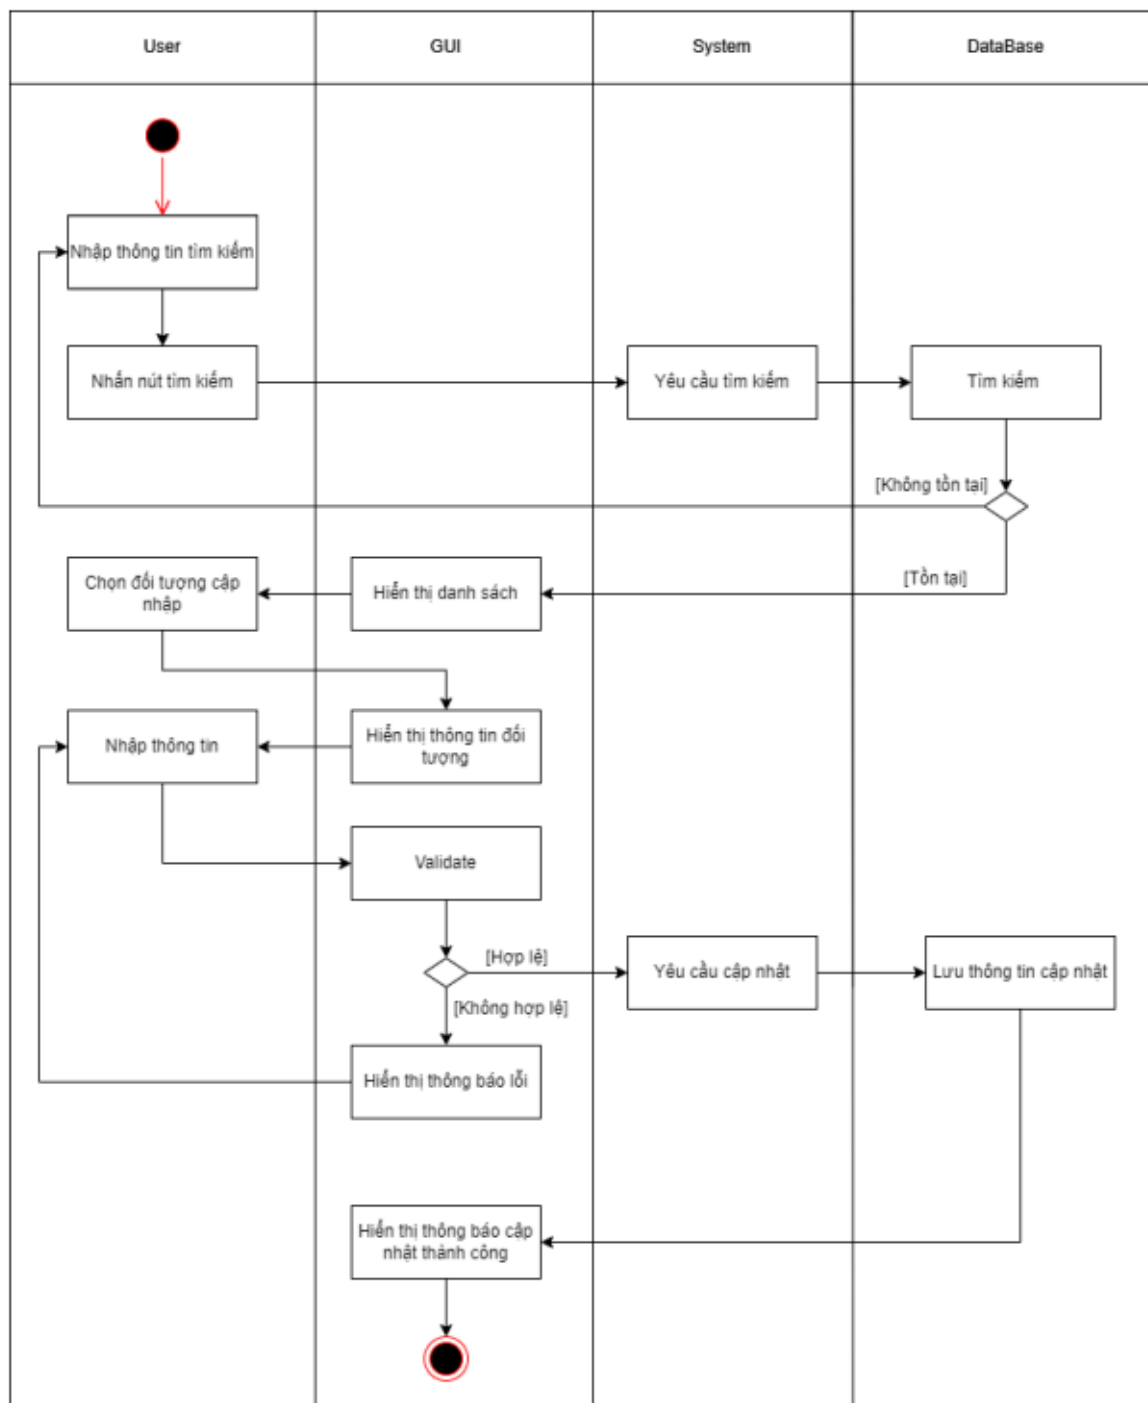 User
GUI
System
DataBase
Nhập thông tin tìm kiếm
Nhấn nút tìm kiếm
Yêu cầu tìm kiếm
Tìm kiếm
[Không tồn tại]
[Tồn tại]
Chọn đối tượng cập
nhập
Hiển thị danh sách
Nhập thông tin
Hiển thị thông tin đối
tượng
Validate
[Hợp lệ]
[Không hợp lệ]
Yêu cầu cập nhật
Lưu thông tin cập nhật
Hiển thị thông báo lỗi
Hiển thị thông báo cập
nhật thành công